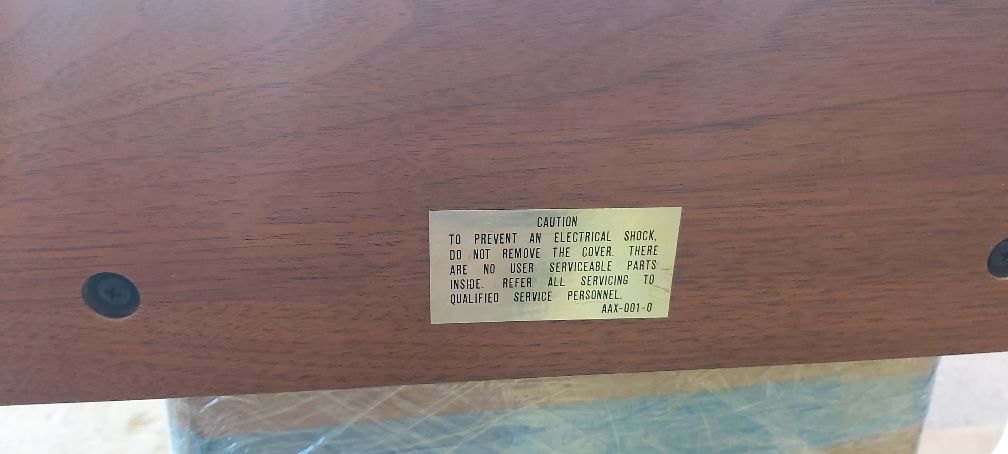 CAUTION
TO PREVENT AN ELECTRICAL SHOCK,
DO NOT REMOVE THE COVER. THERE
ARE NO USER SERVICEABLE PARTS
INSIDE. REFER ALL SERVICING TO
QUALIFIED SERVICE PERSONNEL.
AAX-001-0